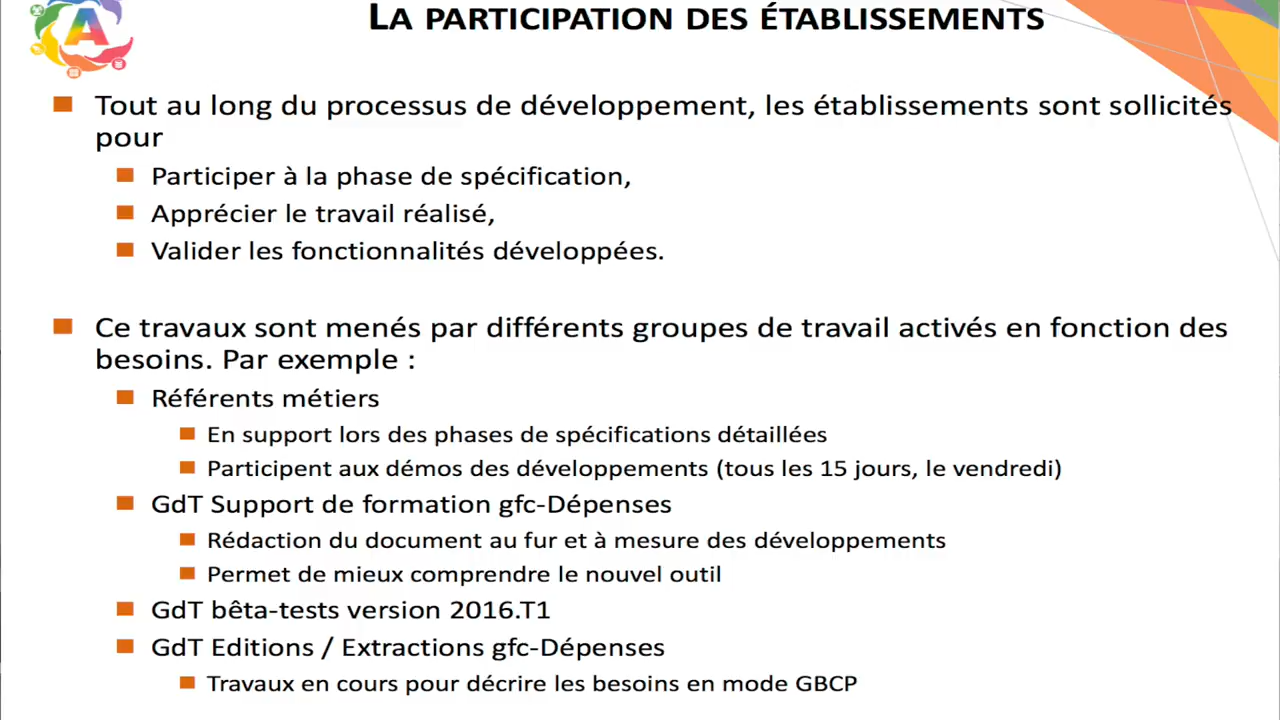 A
LA PARTICIPATION DES ÉTABLISSEMENTS
Tout au long du processus de développement, les établissements sont sollicités
pour
Participer à la phase de spécification,
Apprécier le travail réalisé,
Valider les fonctionnalités développées.
Ce travaux sont menés par différents groupes de travail activés en fonction des
besoins. Par exemple :
Référents métiers
En support lors des phases de spécifications détaillées
Participent aux démos des développements (tous les 15 jours, le vendredi)
GdT Support de formation gfc-Dépenses
Rédaction du document au fur et à mesure des développements
Permet de mieux comprendre le nouvel outil
GdT bêta-tests version 2016.T1
GdT Editions / Extractions gfc-Dépenses
Travaux en cours pour décrire les besoins en mode GBCP